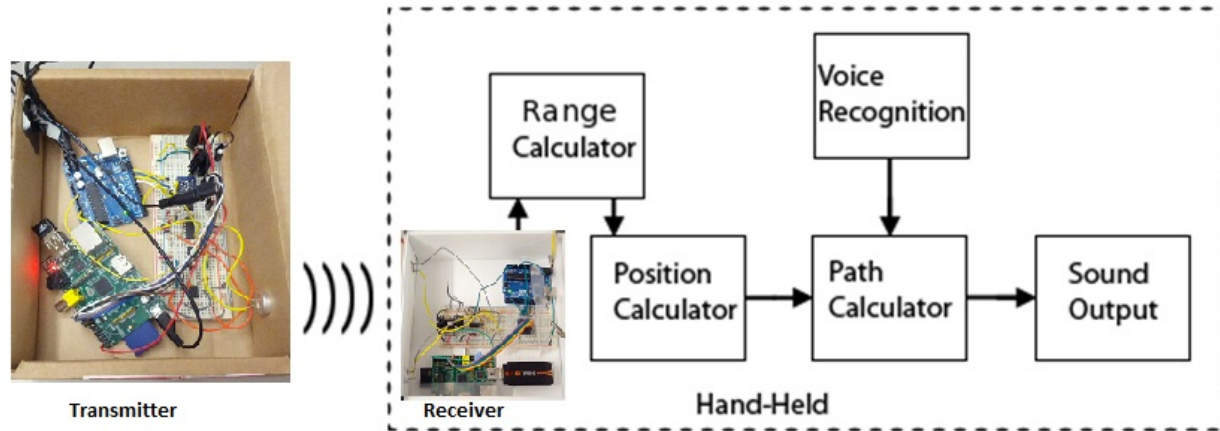 Transmitter
Receiver
Range
Calculator
Voice
Recognition
Position
Calculator
Path
Calculator
Sound
Output
Hand-Held